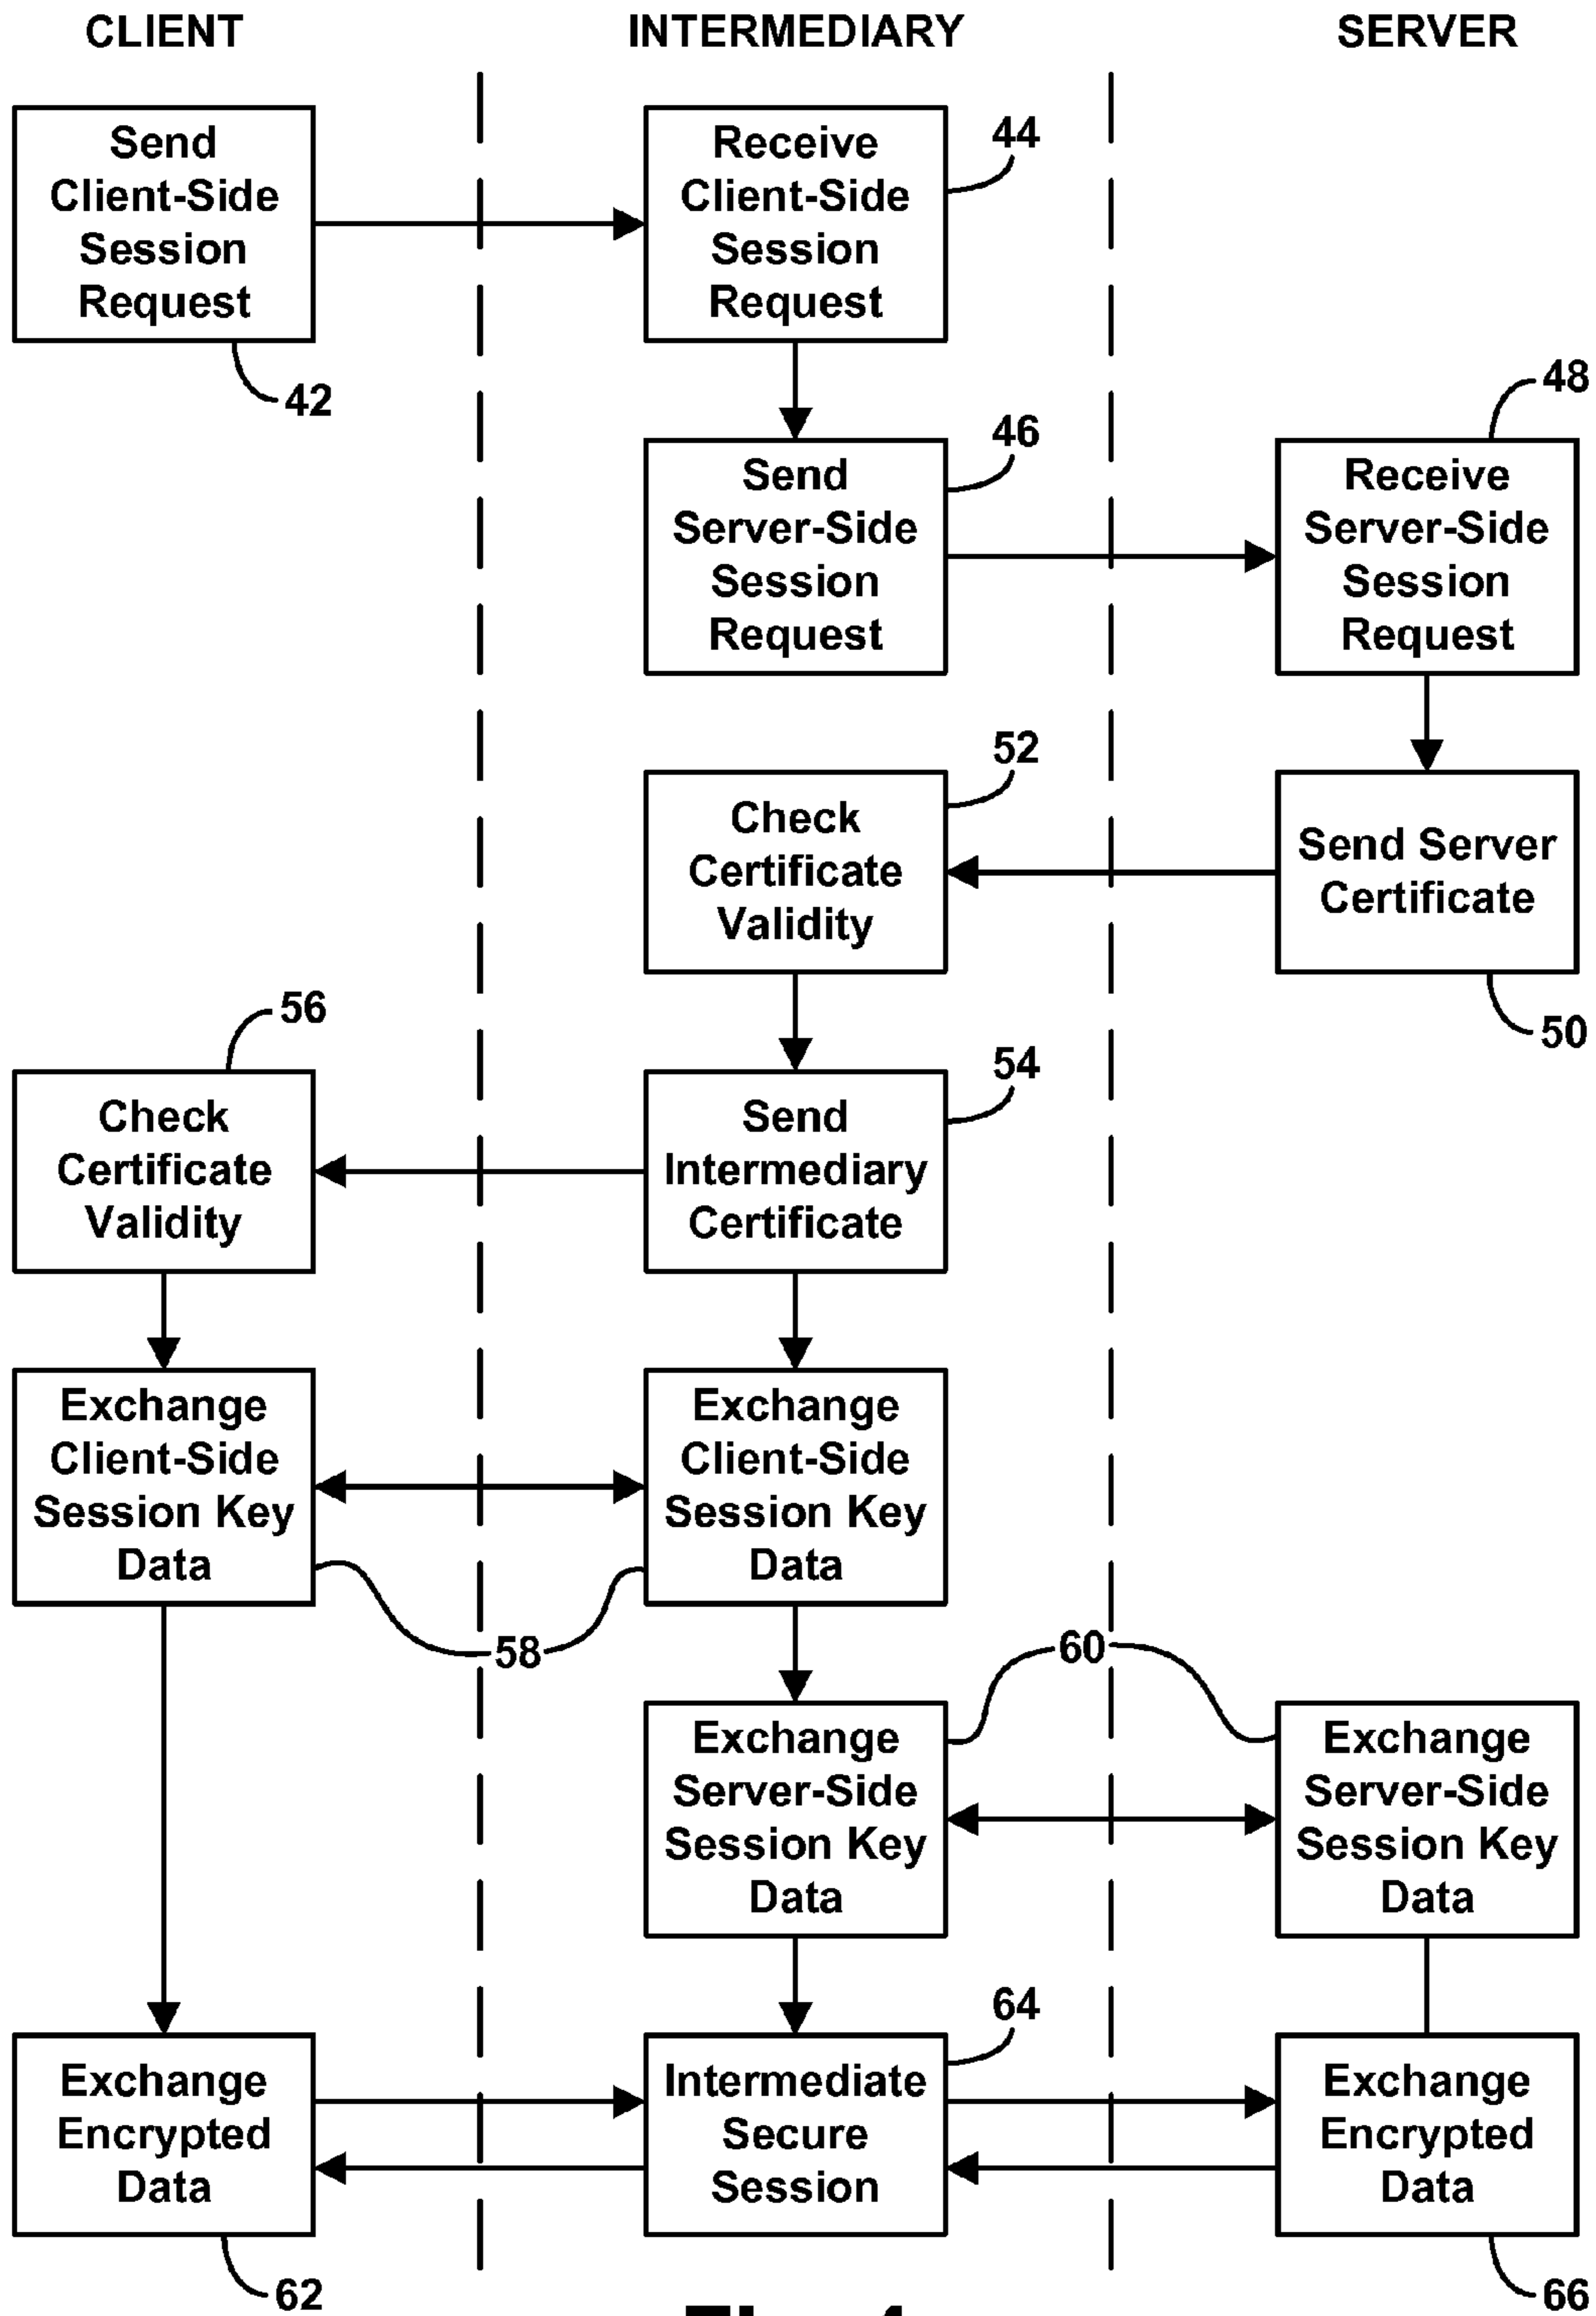 CLIENT
INTERMEDIARY
SERVER
Send
Client-Side
Session
Request
42
Receive
Client-Side
Session
Request
44
Send
Server-Side
Session
Request
46
Receive
Server-Side
Session
Request
48
Check
Certificate
Validity
52
Send Server
Certificate
50
Check
Certificate
Validity
56
Send
Intermediary
Certificate
54
Exchange
Client-Side
Session Key
Data
Exchange
Client-Side
Session Key
Data
58
Exchange
Server-Side
Session Key
Data
60
Exchange
Server-Side
Session Key
Data
Exchange
Encrypted
Data
62
Intermediate
Secure
Session
64
Exchange
Encrypted
Data
66